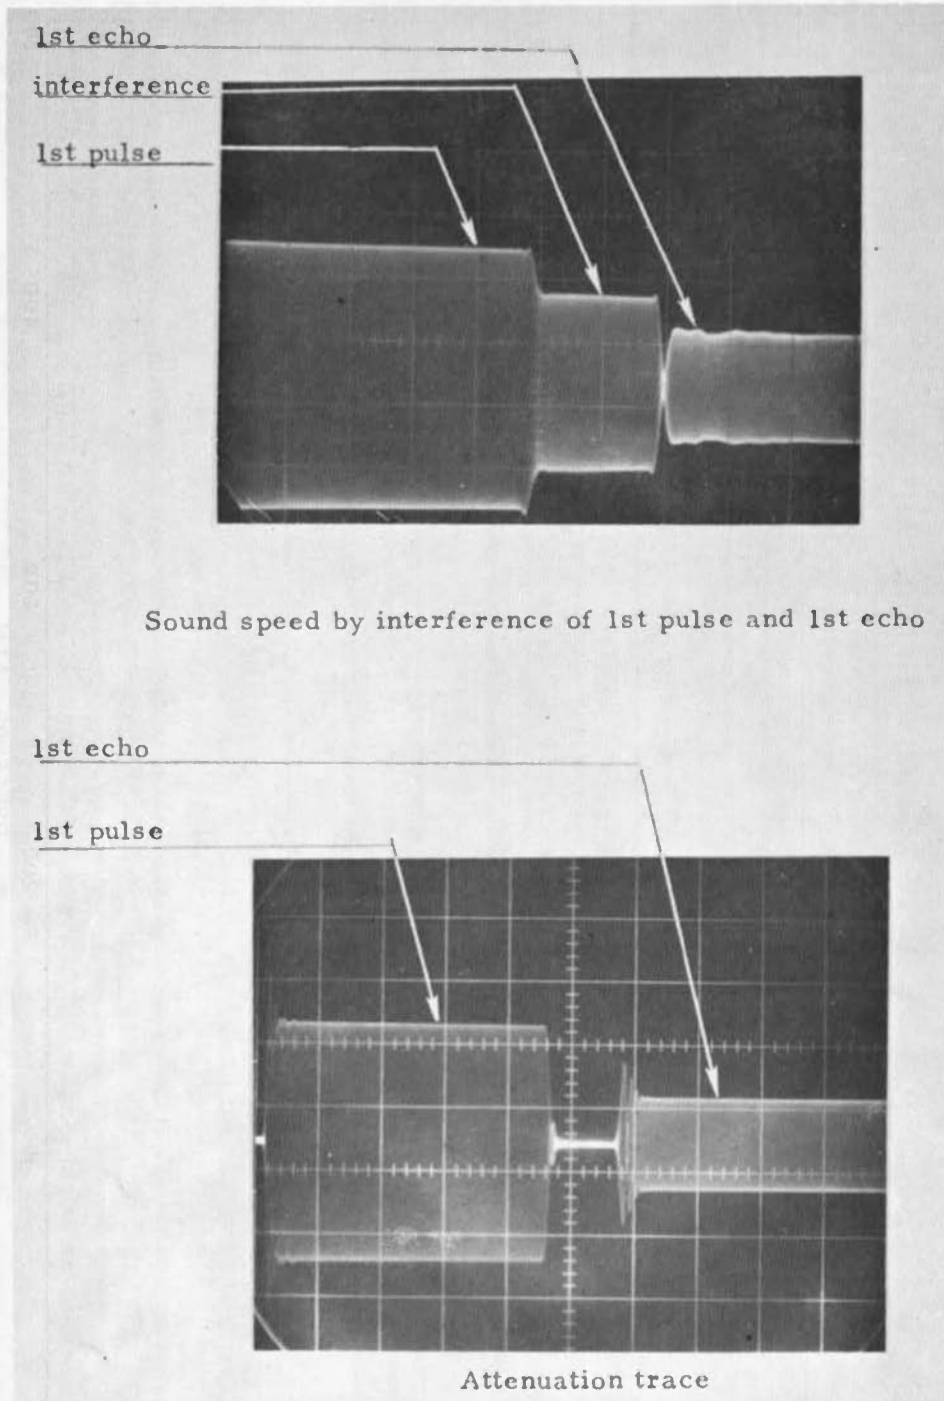 1st echo
interference
1st pulse
Sound speed by interference of 1st pulse and 1st echo
1st echo
1st pulse
Attenuation trace